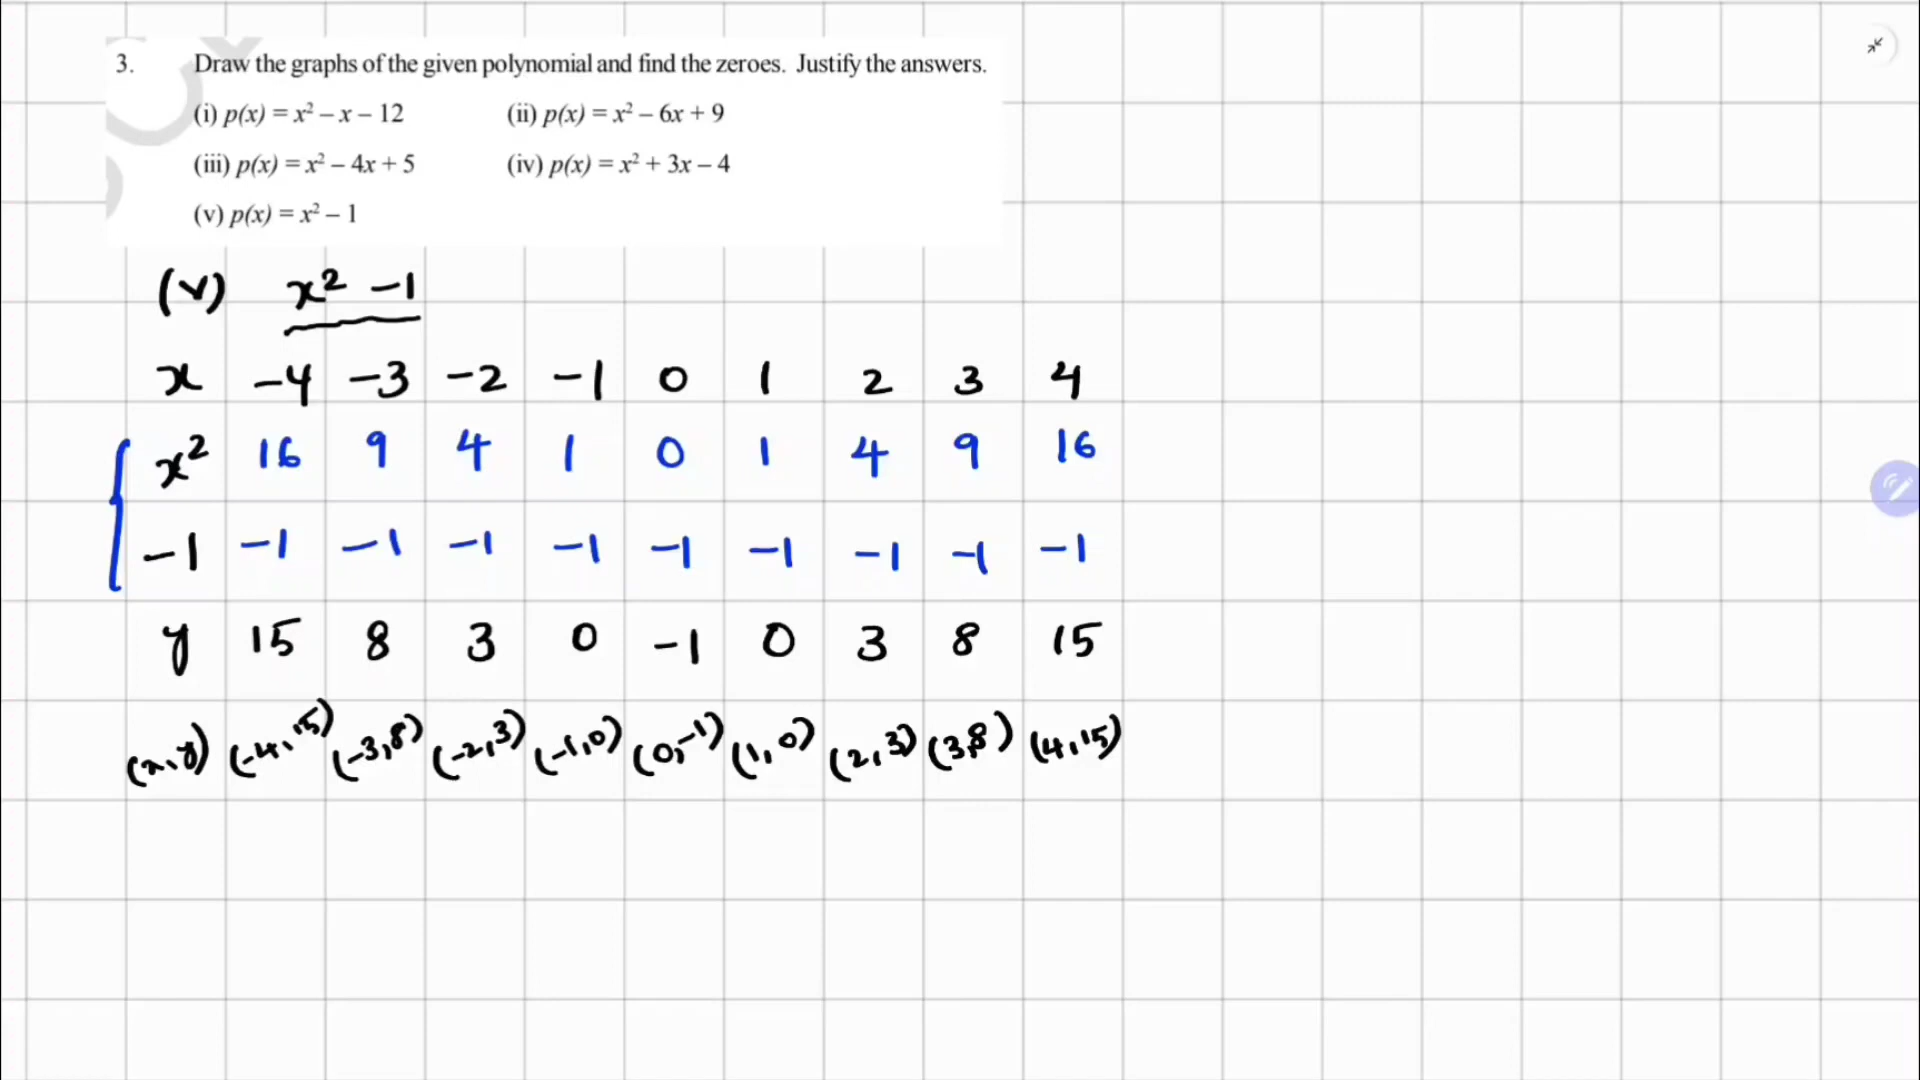 3. Draw the graphs of the given polynomial and find the zeroes. Justify the answers.
(i) p(x) = x² – x – 12 (ii) p(x) = x² – 6x + 9
(iii) p(x) = x² – 4x + 5 (iv) p(x) = x² + 3x – 4
(v) p(x) = x² – 1
(v) x² -1
x -4 -3 -2 -1 0 1 2 3 4
x² 16 9 4 1 0 1 4 9 16
-1 -1 -1 -1 -1 -1 -1 -1 -1 -1
y 15 8 3 0 -1 0 3 8 15
(x,y) (-4,15) (-3,8) (-2,3) (-1,0) (0,-1) (1,0) (2,3) (3,8) (4,15)